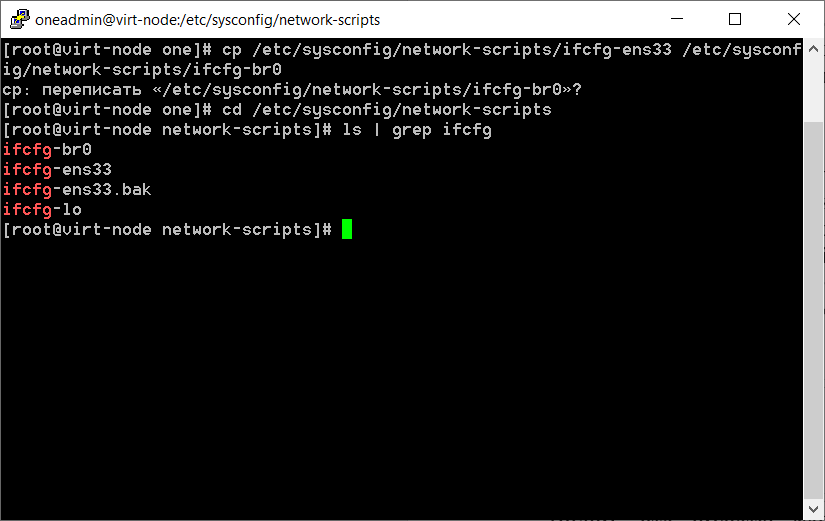 oneadmin@virt-node:/etc/sysconfig/network-scripts
[root@virt-node one]# cp /etc/sysconfig/network-scripts/ifcfg-ens33 /etc/sysconf
ig/network-scripts/ifcfg-br0
cp: переписать «/etc/sysconfig/network-scripts/ifcfg-br0»?
[root@virt-node one]# cd /etc/sysconfig/network-scripts
[root@virt-node network-scripts]# ls | grep ifcfg
ifcfg-br0
ifcfg-ens33
ifcfg-ens33.bak
ifcfg-lo
[root@virt-node network-scripts]#